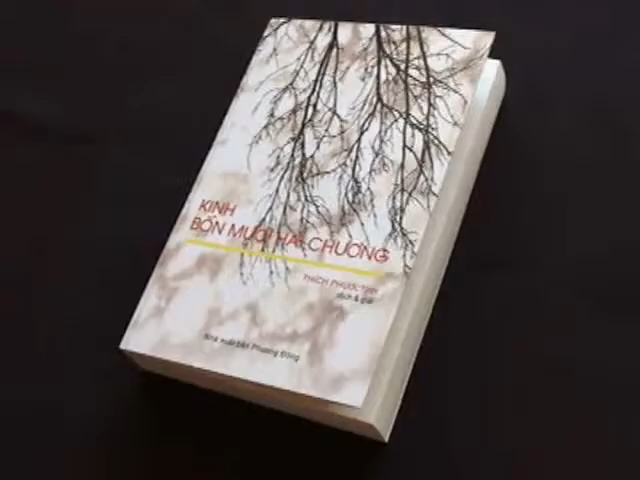 KINH
BỐN MƯƠI HAI CHƯƠNG
THÍCH PHƯỚC TỊNH
dịch & giải
Nhà xuất bản Phương Đông